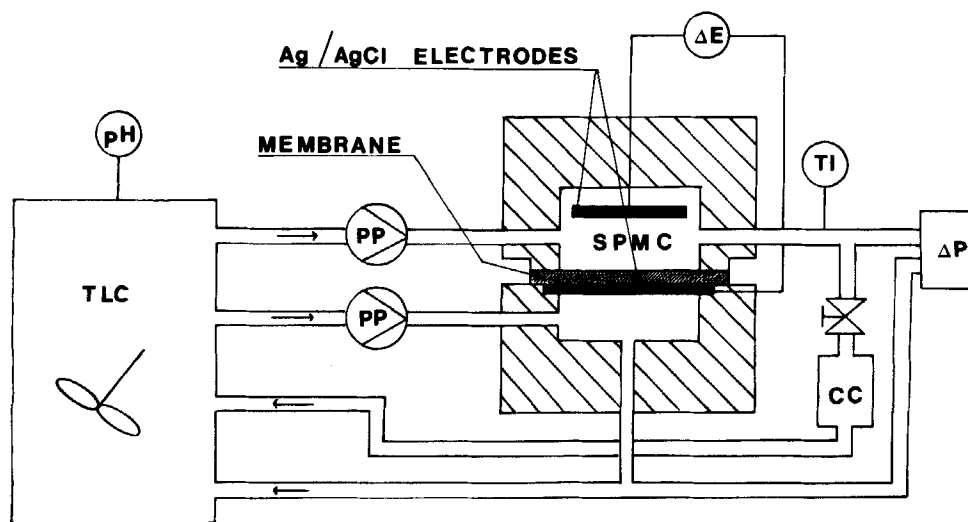 ΔE
Ag/AgCl ELECTRODES
pH
MEMBRANE
TI
PP
SPMC
ΔP
TLC
PP
CC